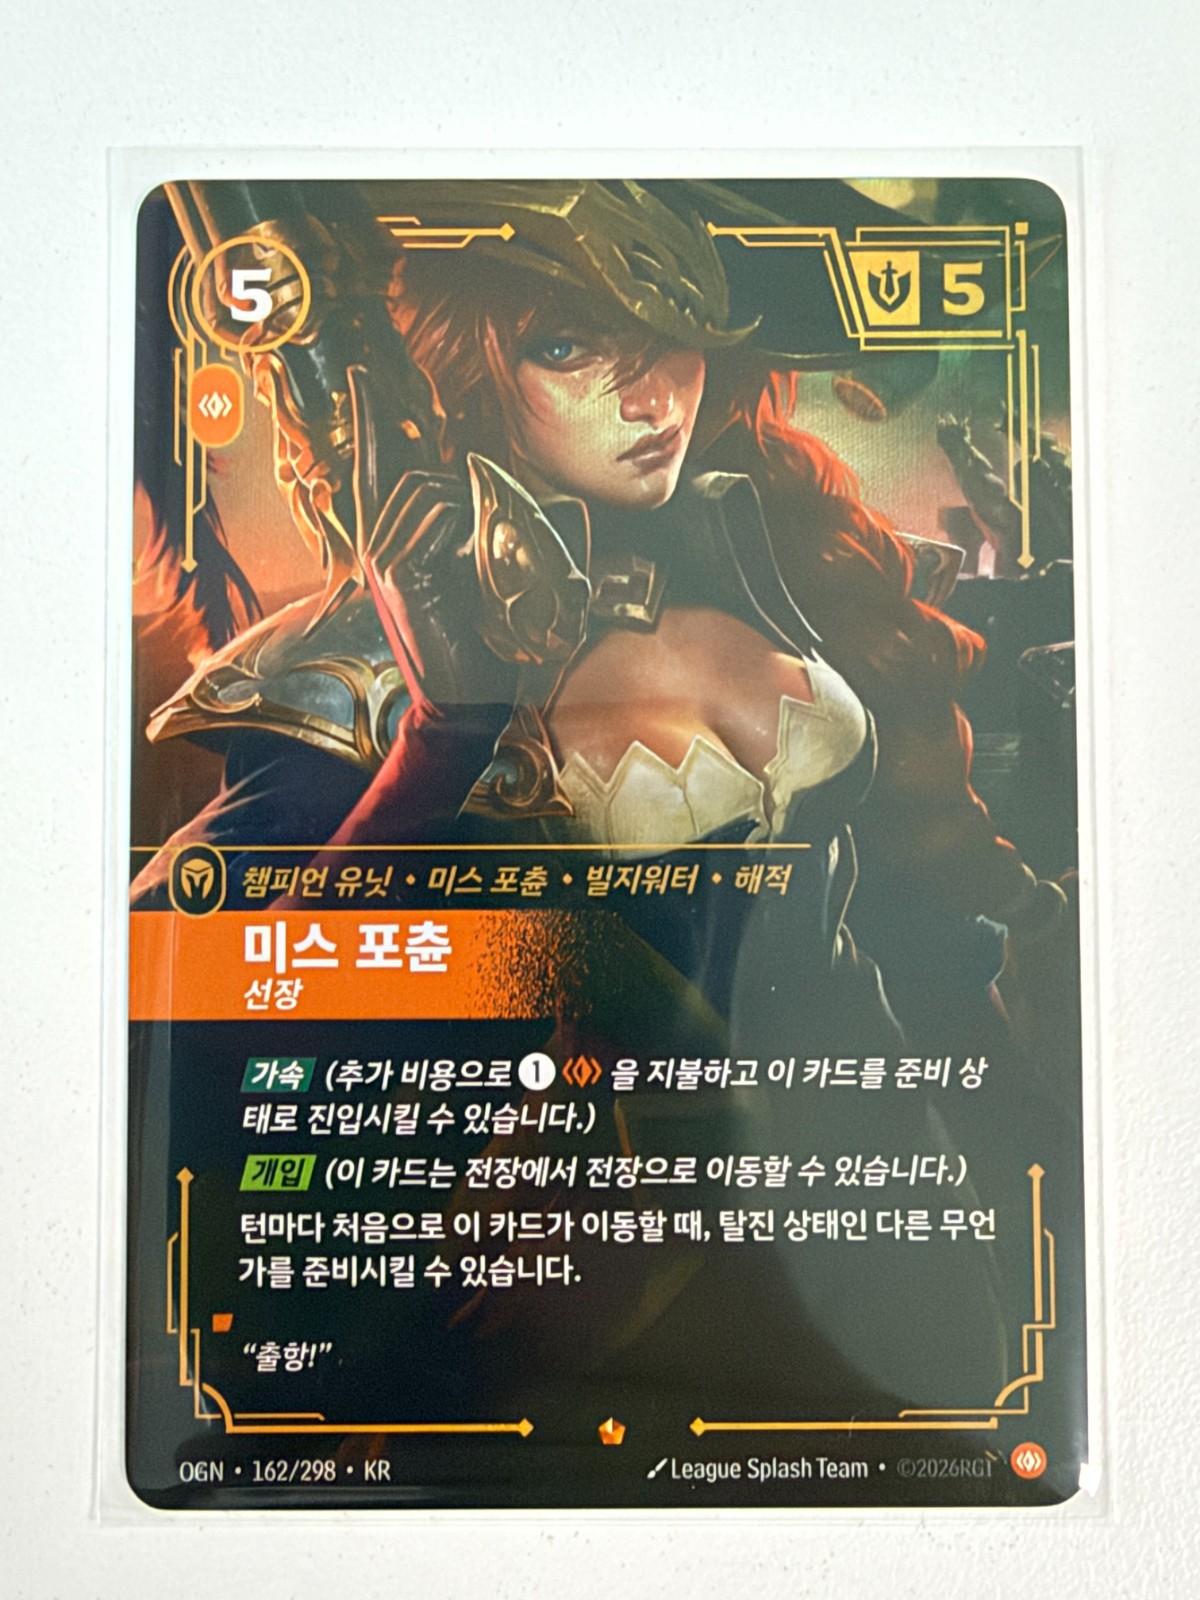 5
5
챔피언 유닛 • 미스 포츈 • 빌지워터 • 해적
미스 포츈
선장
가속 (추가 비용으로 1 을 지불하고 이 카드를 준비 상
태로 진입시킬 수 있습니다.)
개입 (이 카드는 전장에서 전장으로 이동할 수 있습니다.)
턴마다 처음으로 이 카드가 이동할 때, 탈진 상태인 다른 무언
가를 준비시킬 수 있습니다.
“출항!”
OGN • 162/298 • KR
League Splash Team • ©2026RGI